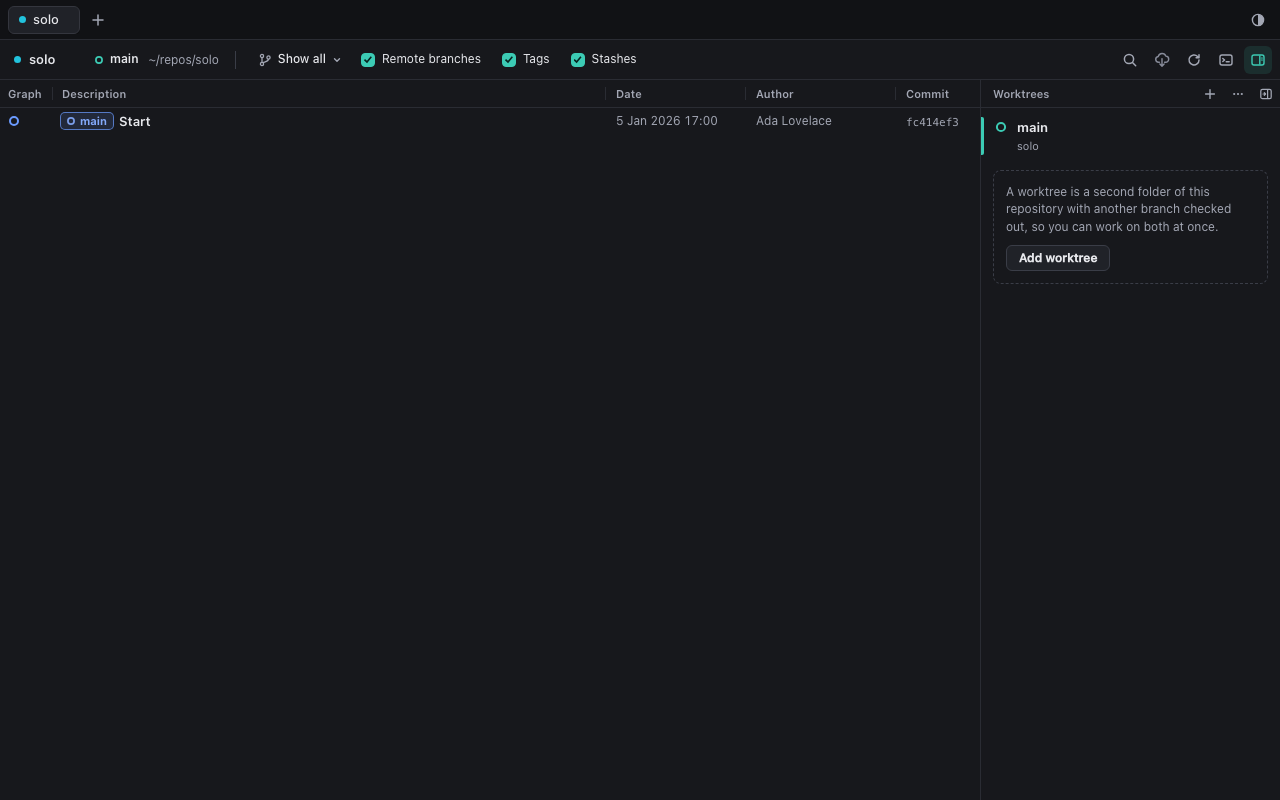 solo
solo
main ~/repos/solo
Show all
Remote branches
Tags
Stashes
Graph Description Date Author Commit
main Start 5 Jan 2026 17:00 Ada Lovelace fc414ef3
Worktrees
main
solo
A worktree is a second folder of this
repository with another branch checked
out, so you can work on both at once.
Add worktree